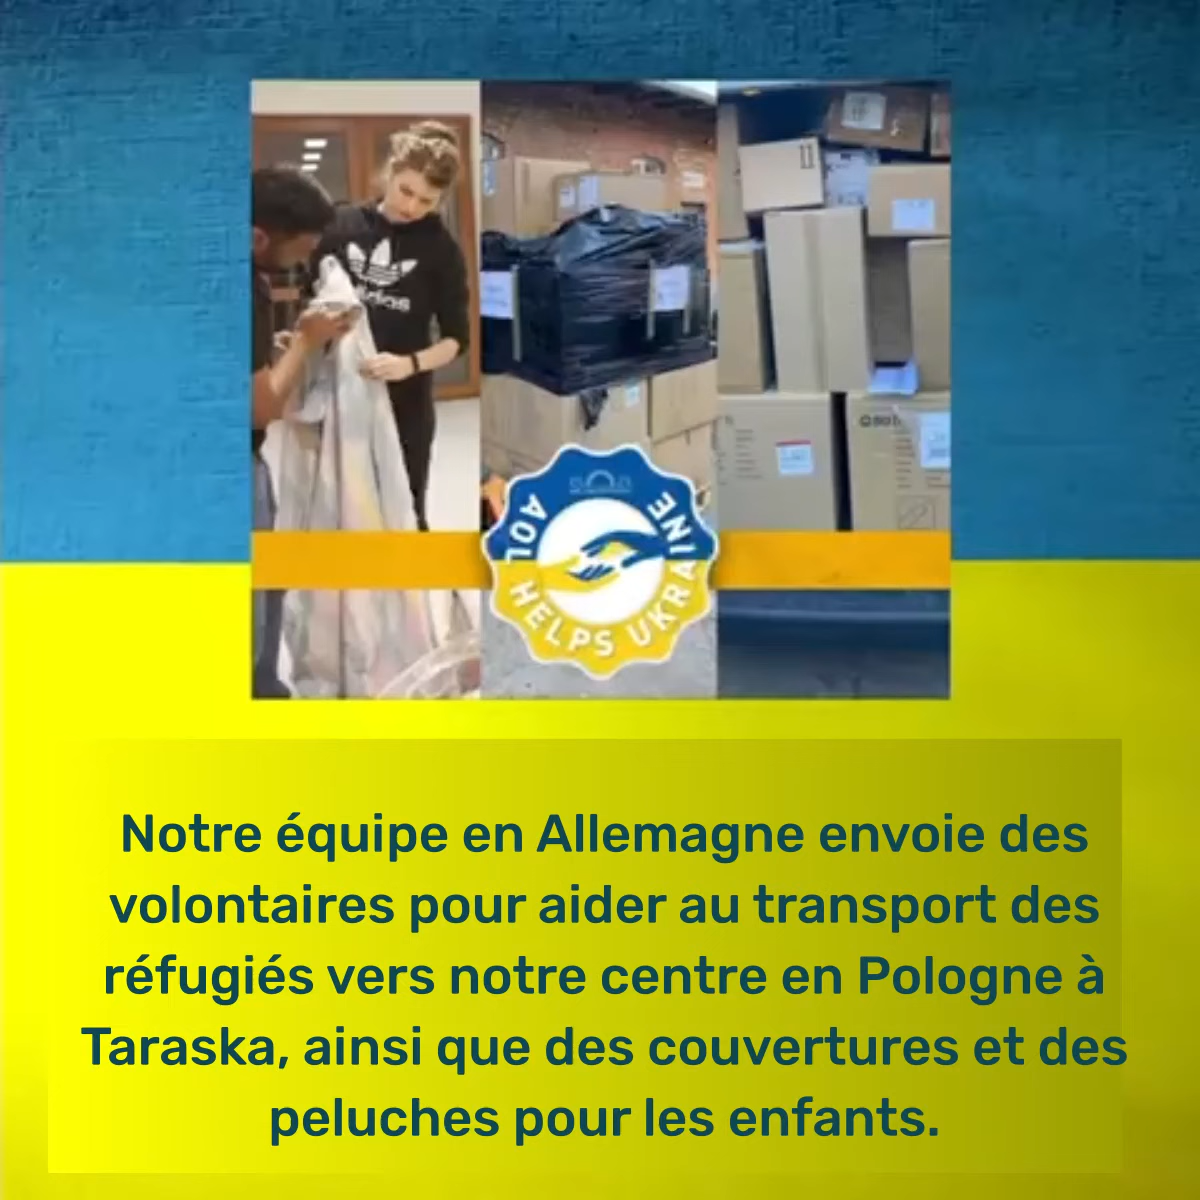 adidas
AOL HELPS UKRAINE
Notre équipe en Allemagne envoie des
volontaires pour aider au transport des
réfugiés vers notre centre en Pologne à
Taraska, ainsi que des couvertures et des
peluches pour les enfants.